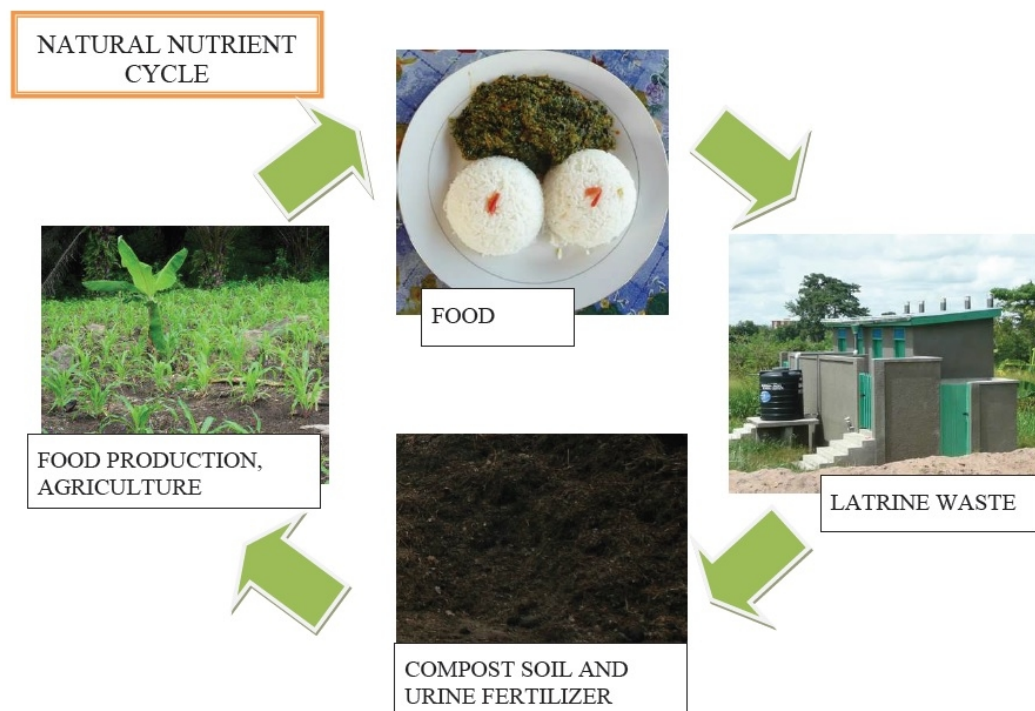 NATURAL NUTRIENT
CYCLE
FOOD
FOOD PRODUCTION,
AGRICULTURE
LATRINE WASTE
COMPOST SOIL AND
URINE FERTILIZER